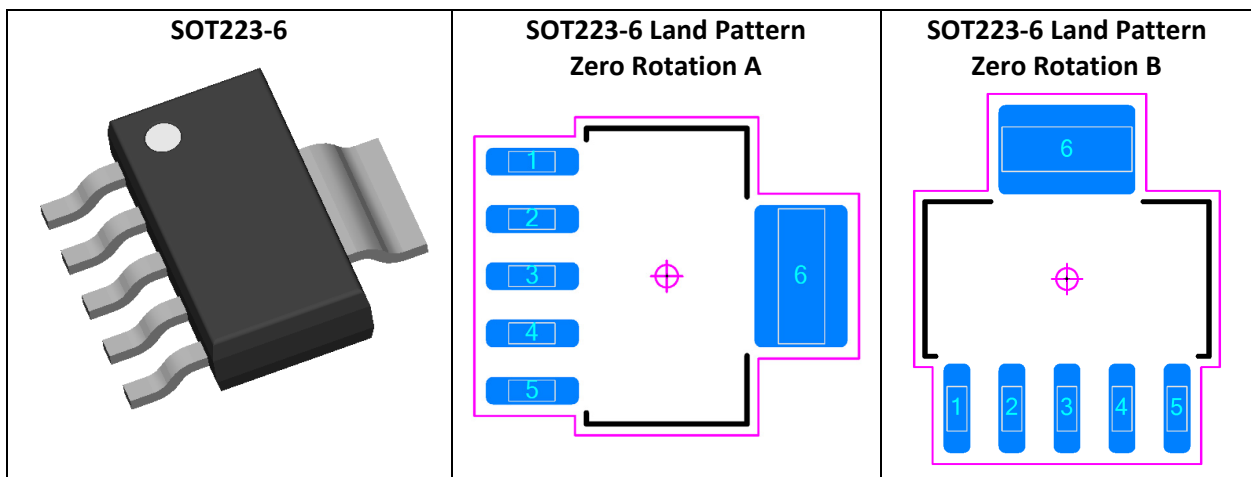 SOT223-6
SOT223-6 Land Pattern
Zero Rotation A
SOT223-6 Land Pattern
Zero Rotation B
1
2
3
4
5
6
6
1 2 3 4 5